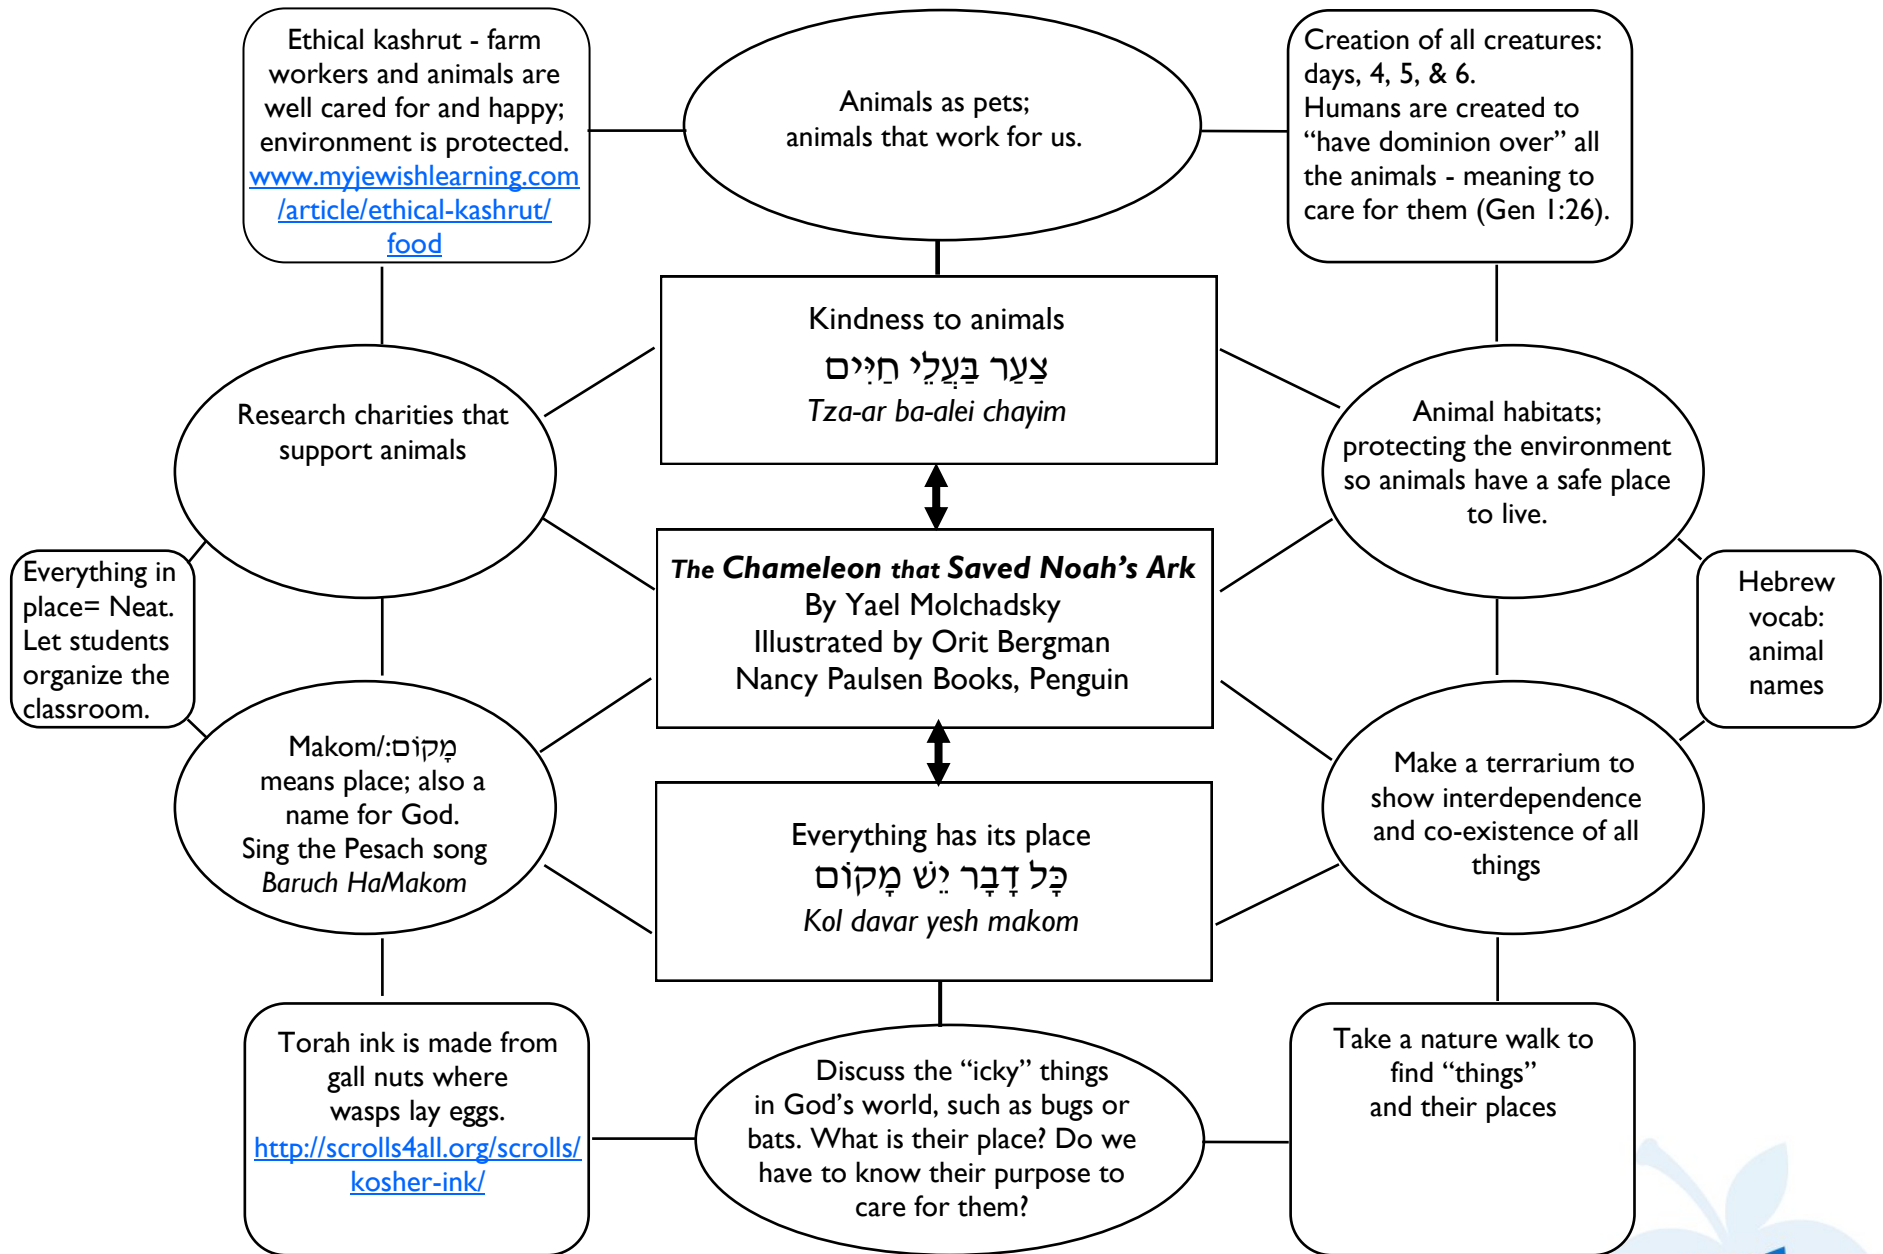 Ethical kashrut - farm
workers and animals are
well cared for and happy;
environment is protected.
www.myjewishlearning.com
/article/ethical-kashrut/
food
Animals as pets;
animals that work for us.
Creation of all creatures:
days, 4, 5, & 6.
Humans are created to
“have dominion over” all
the animals - meaning to
care for them (Gen 1:26).
Kindness to animals
צַעַר בַּעֲלֵי חַיִּים
Tza-ar ba-alei chayim
Research charities that
support animals
Animal habitats;
protecting the environment
so animals have a safe place
to live.
The Chameleon that Saved Noah’s Ark
By Yael Molchadsky
Illustrated by Orit Bergman
Nancy Paulsen Books, Penguin
Everything in
place= Neat.
Let students
organize the
classroom.
Hebrew
vocab:
animal
names
Makom/:מָקוֹם
means place; also a
name for God.
Sing the Pesach song
Baruch HaMakom
Everything has its place
כָּל דָבָר יֵשׁ מָקוֹם
Kol davar yesh makom
Make a terrarium to
show interdependence
and co-existence of all
things
Torah ink is made from
gall nuts where
wasps lay eggs.
http://scrolls4all.org/scrolls/
kosher-ink/
Discuss the “icky” things
in God’s world, such as bugs or
bats. What is their place? Do we
have to know their purpose to
care for them?
Take a nature walk to
find “things”
and their places